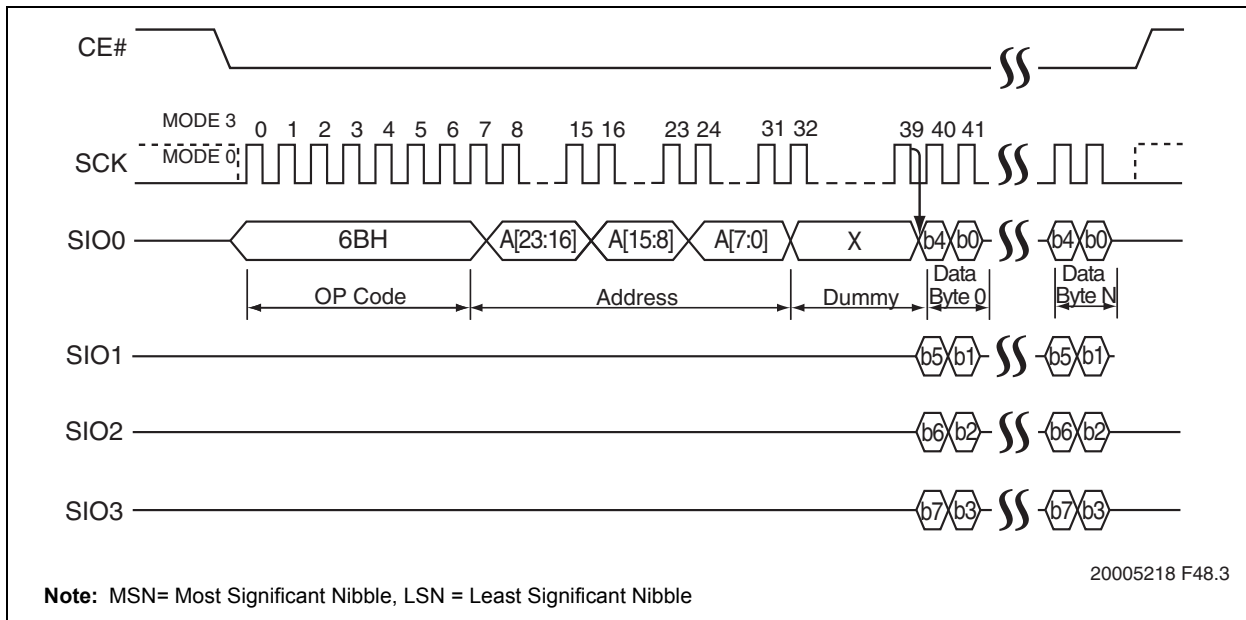 CE#
MODE 3
0 1 2 3 4 5 6 7 8 15 16 23 24 31 32 39 40 41
SCK
MODE 0
SIO0
6BH
A[23:16]
A[15:8]
A[7:0]
X
b4 b0
b4 b0
OP Code
Address
Dummy
Data
Byte 0
Data
Byte N
SIO1
b5 b1
b5 b1
SIO2
b6 b2
b6 b2
SIO3
b7 b3
b7 b3
20005218 F48.3
Note: MSN= Most Significant Nibble, LSN = Least Significant Nibble